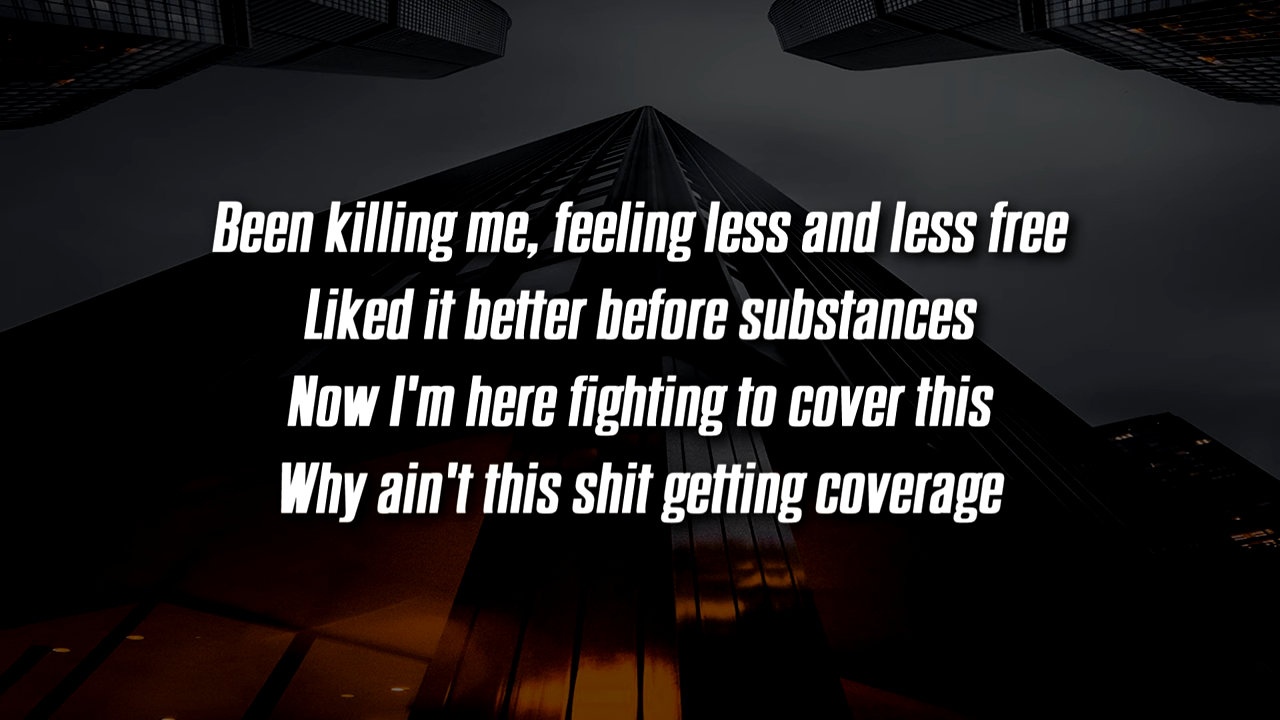 Been killing me, feeling less and less free
Liked it better before substances
Now I'm here fighting to cover this
Why ain't this shit getting coverage